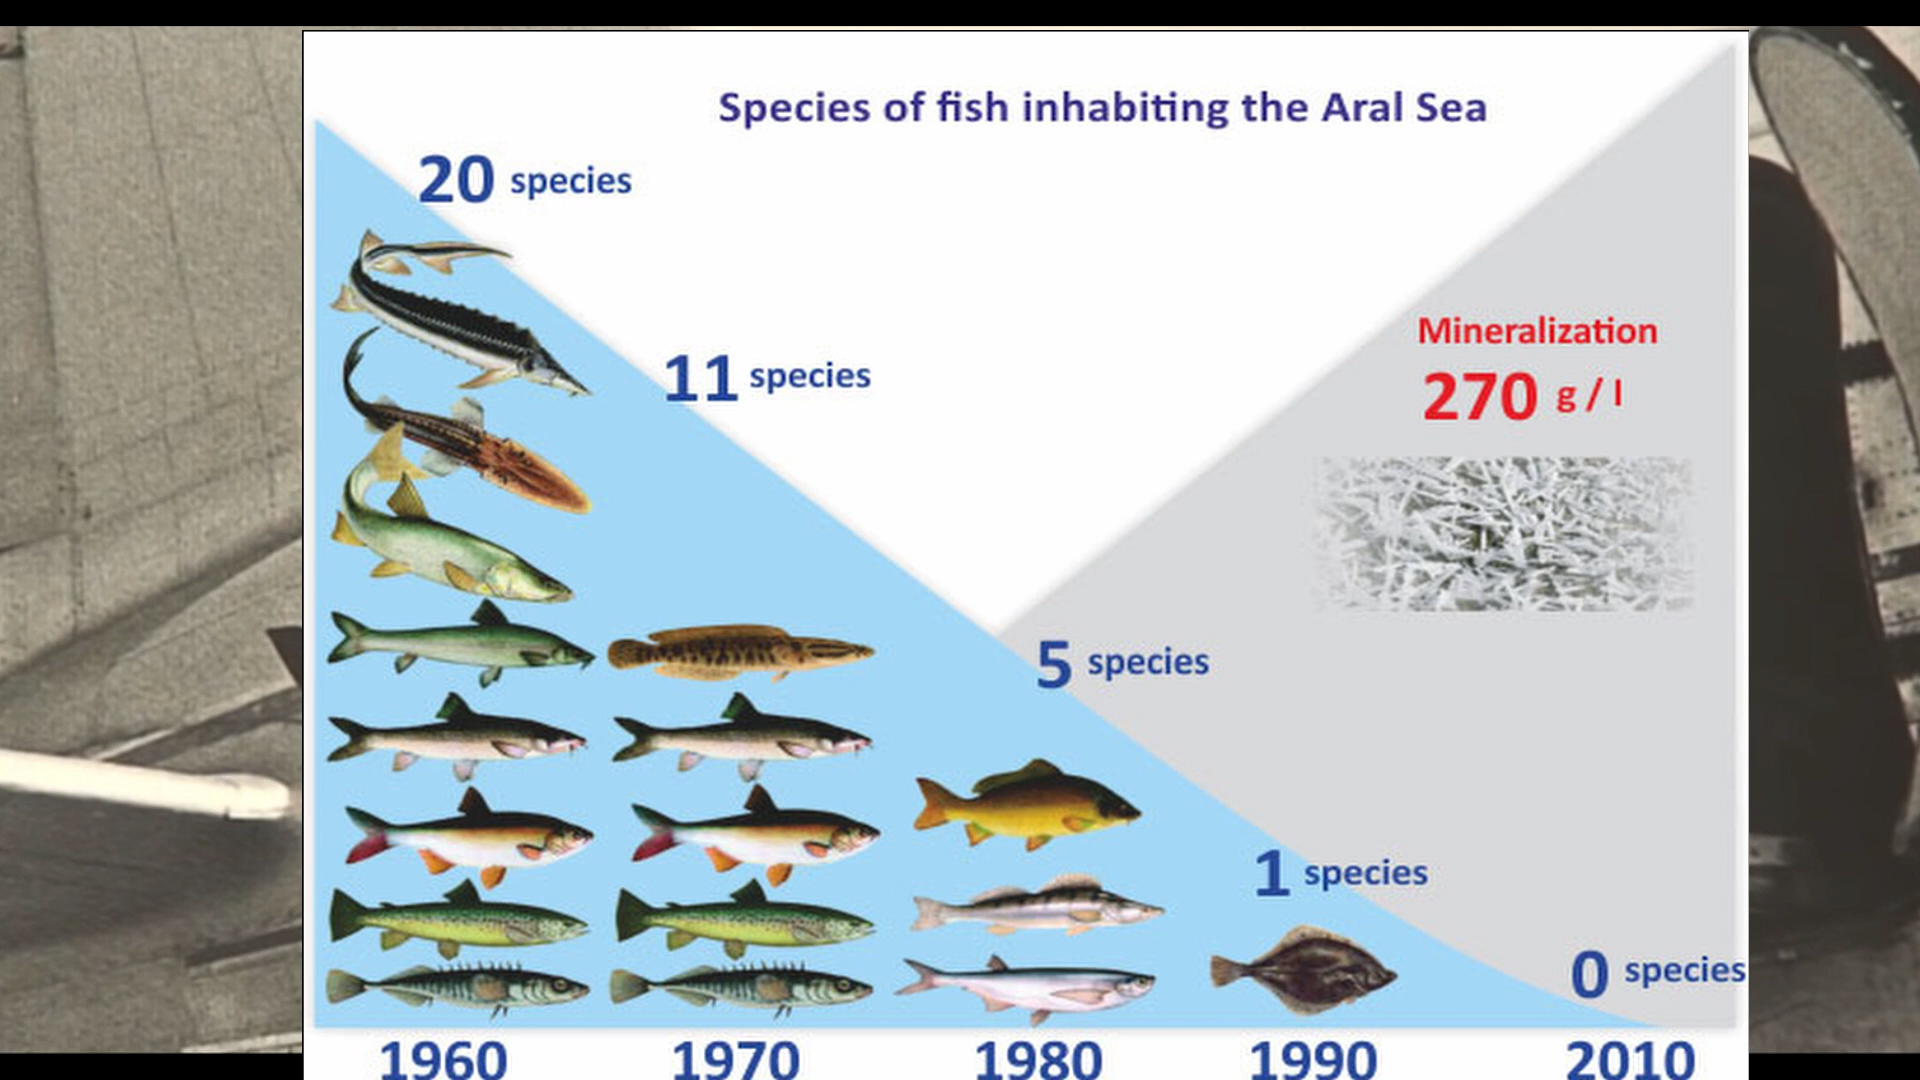 Species of fish inhabiting the Aral Sea
20 species
11 species
Mineralization
270 g / l
5 species
1 species
0 species
1960 1970 1980 1990 2010